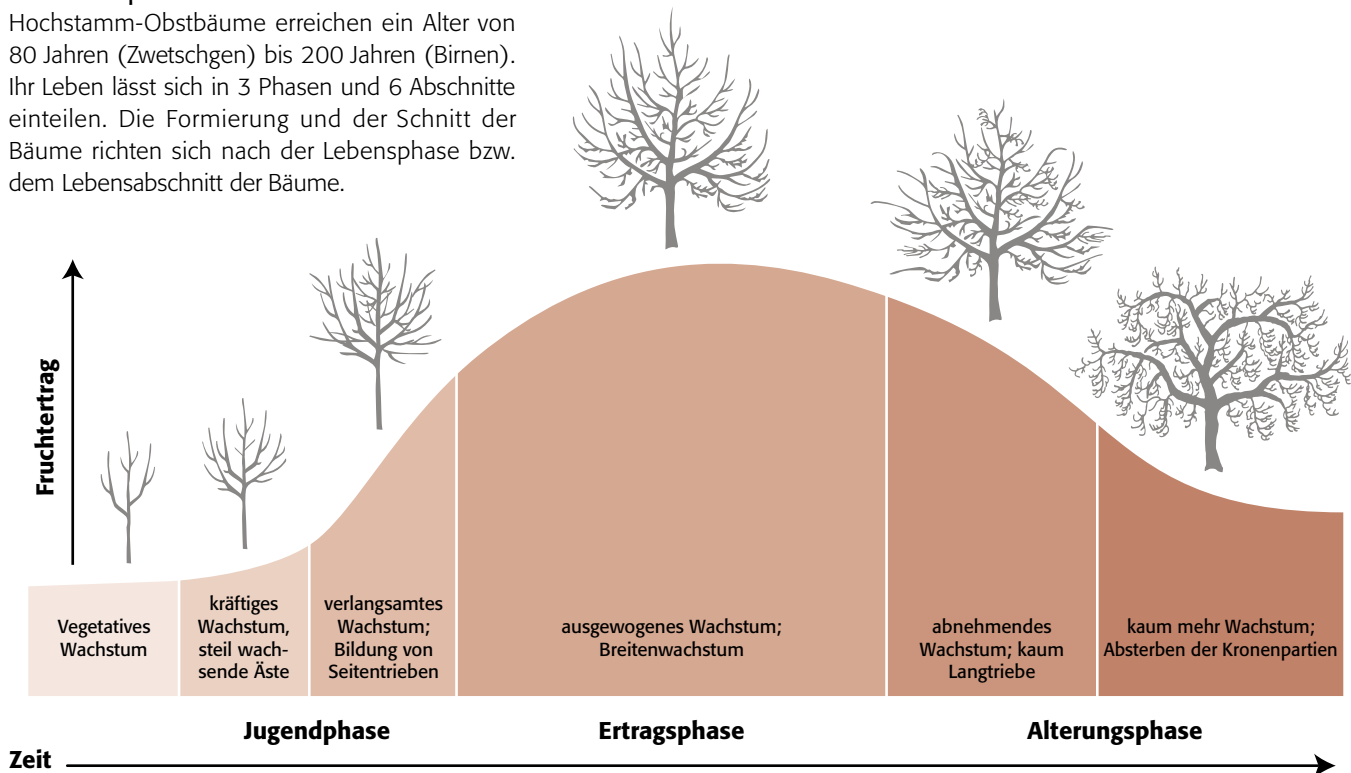 Hochstamm-Obstbäume erreichen ein Alter von
80 Jahren (Zwetschgen) bis 200 Jahren (Birnen).
Ihr Leben lässt sich in 3 Phasen und 6 Abschnitte
einteilen. Die Formierung und der Schnitt der
Bäume richten sich nach der Lebensphase bzw.
dem Lebensabschnitt der Bäume.
Fruchtertrag
Vegetatives
Wachstum
kräftiges
Wachstum,
steil wach-
sende Äste
verlangsamtes
Wachstum;
Bildung von
Seitentrieben
ausgewogenes Wachstum;
Breitenwachstum
abnehmendes
Wachstum; kaum
Langtriebe
kaum mehr Wachstum;
Absterben der Kronenpartien
Jugendphase
Ertragsphase
Alterungsphase
Zeit